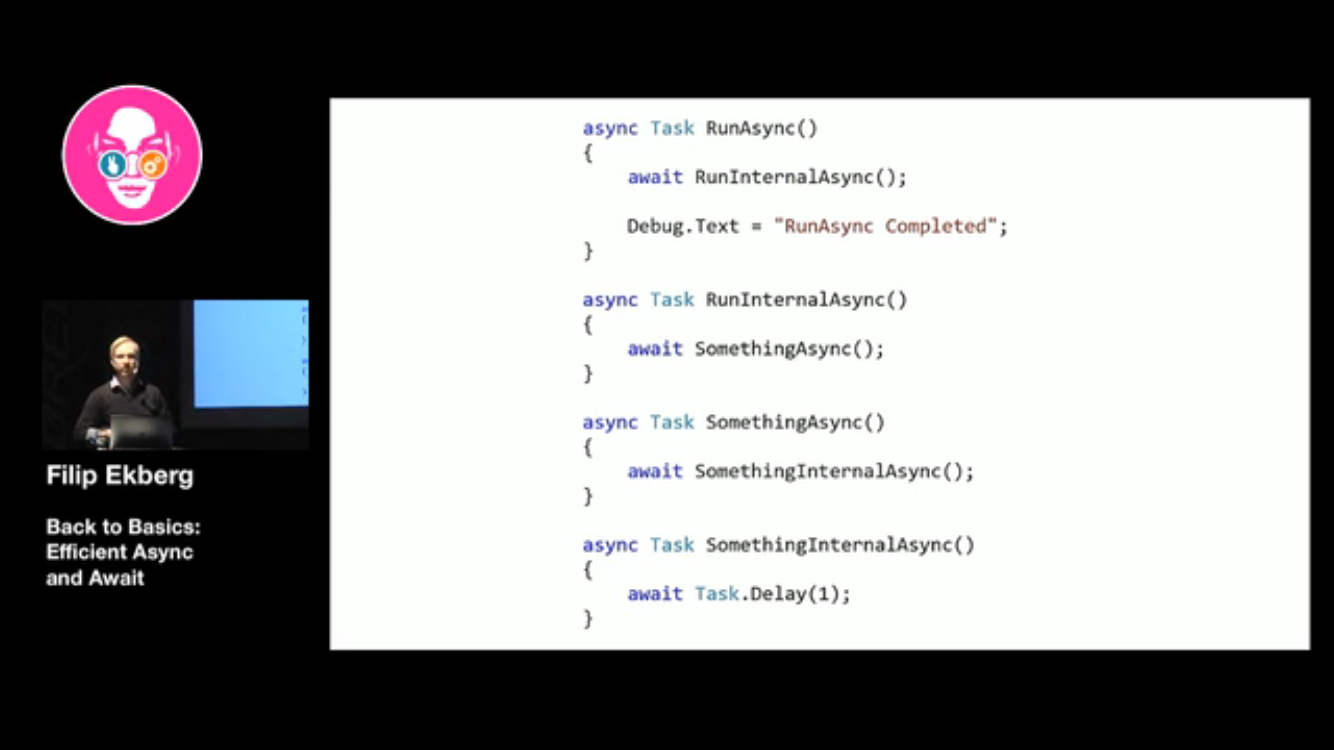 Filip Ekberg
Back to Basics:
Efficient Async
and Await
async Task RunAsync()
{
    await RunInternalAsync();
    Debug.Text = "RunAsync Completed";
}
async Task RunInternalAsync()
{
    await SomethingAsync();
}
async Task SomethingAsync()
{
    await SomethingInternalAsync();
}
async Task SomethingInternalAsync()
{
    await Task.Delay(1);
}